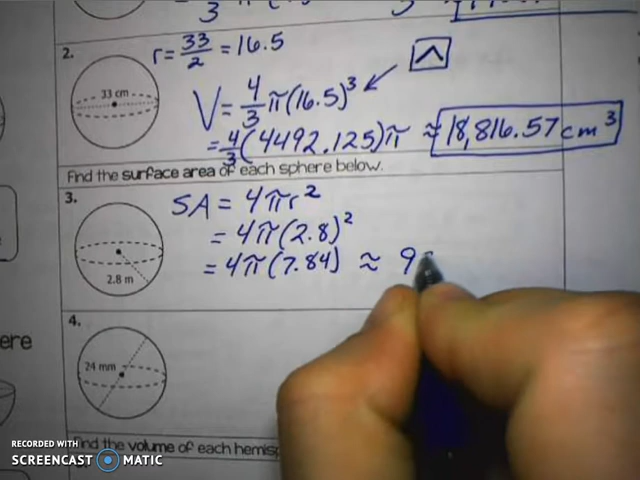 3
2.
r = 33/2 = 16.5
33 cm
V = 4/3 π(16.5)³
^
= 4/3 (4492.125)π ≈ 18,816.57 cm³
Find the surface area of each sphere below.
3.
SA = 4πr²
= 4π(2.8)²
= 4π(7.84) ≈ 9
2.8 m
4.
ere
24 mm
RECORDED WITH
SCREENCAST MATIC
Find the volume of each hemisp